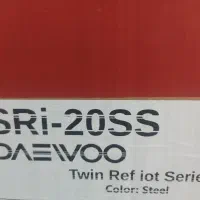 SRi-20SS
DAEWOO
Twin Ref iot Serie
Color: Steel